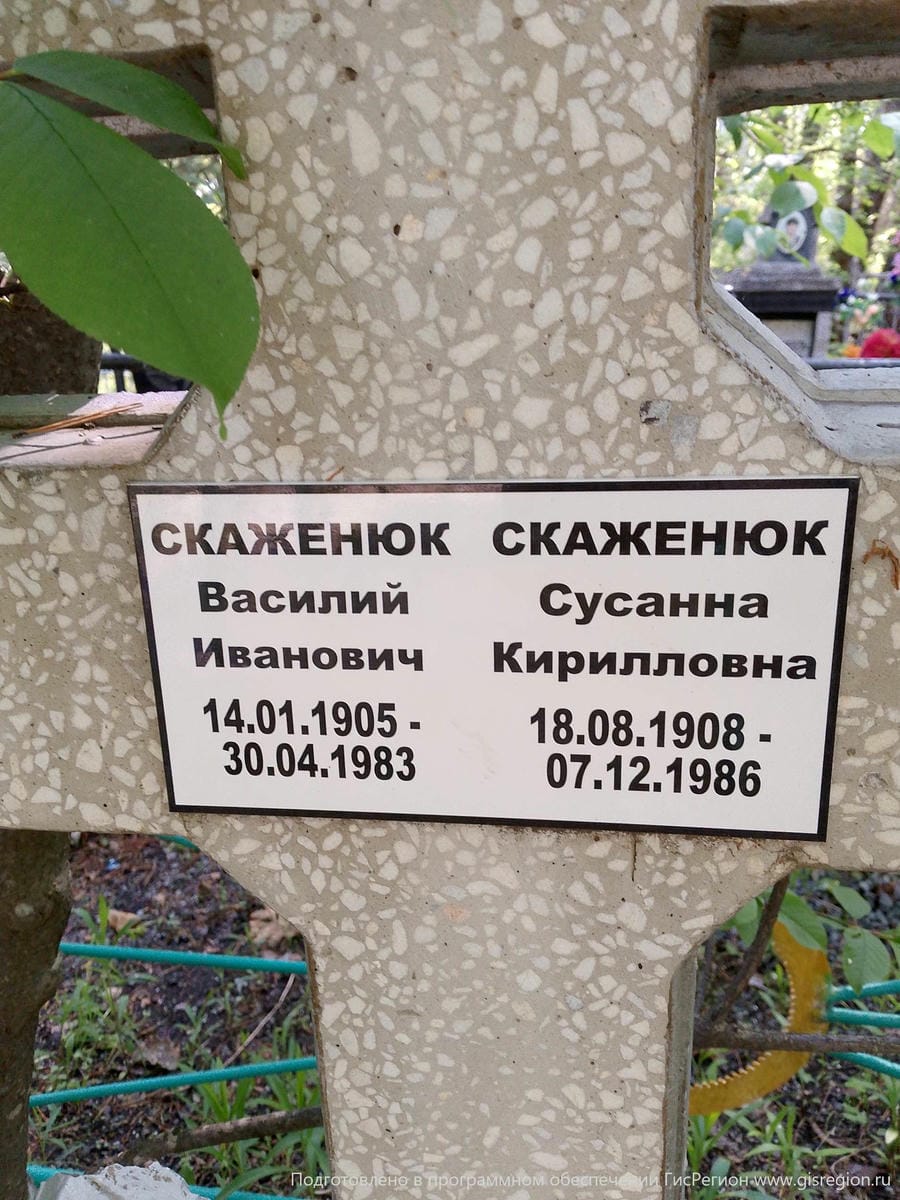 СКАЖЕНЮК
Василий
Иванович
14.01.1905 -
30.04.1983
СКАЖЕНЮК
Сусанна
Кирилловна
18.08.1908 -
07.12.1986
Подготовлено в программном обеспечении ГисРегион-www.gisregion.ru